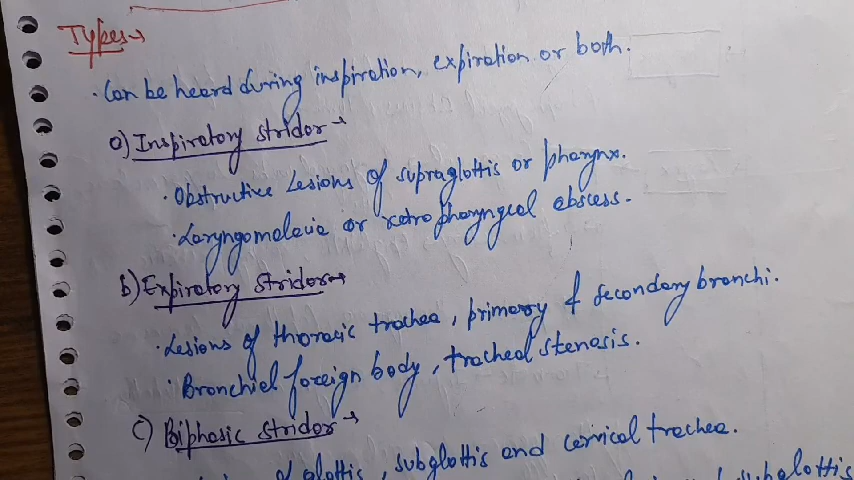 Types→
. Can be heard during inspiration, expiration or both.
a) Inspiratory stridor→
· Obstructive Lesions of supraglottis or pharynx.
· Laryngomalacia or retropharyngeal abscess.
b) Expiratory stridor→
· Lesions of thoracic trachea, primary & secondary bronchi.
· Bronchial foreign body, tracheal stenosis.
c) Biphasic stridor→
of glottis, subglottis and cervical trachea.
subglottis